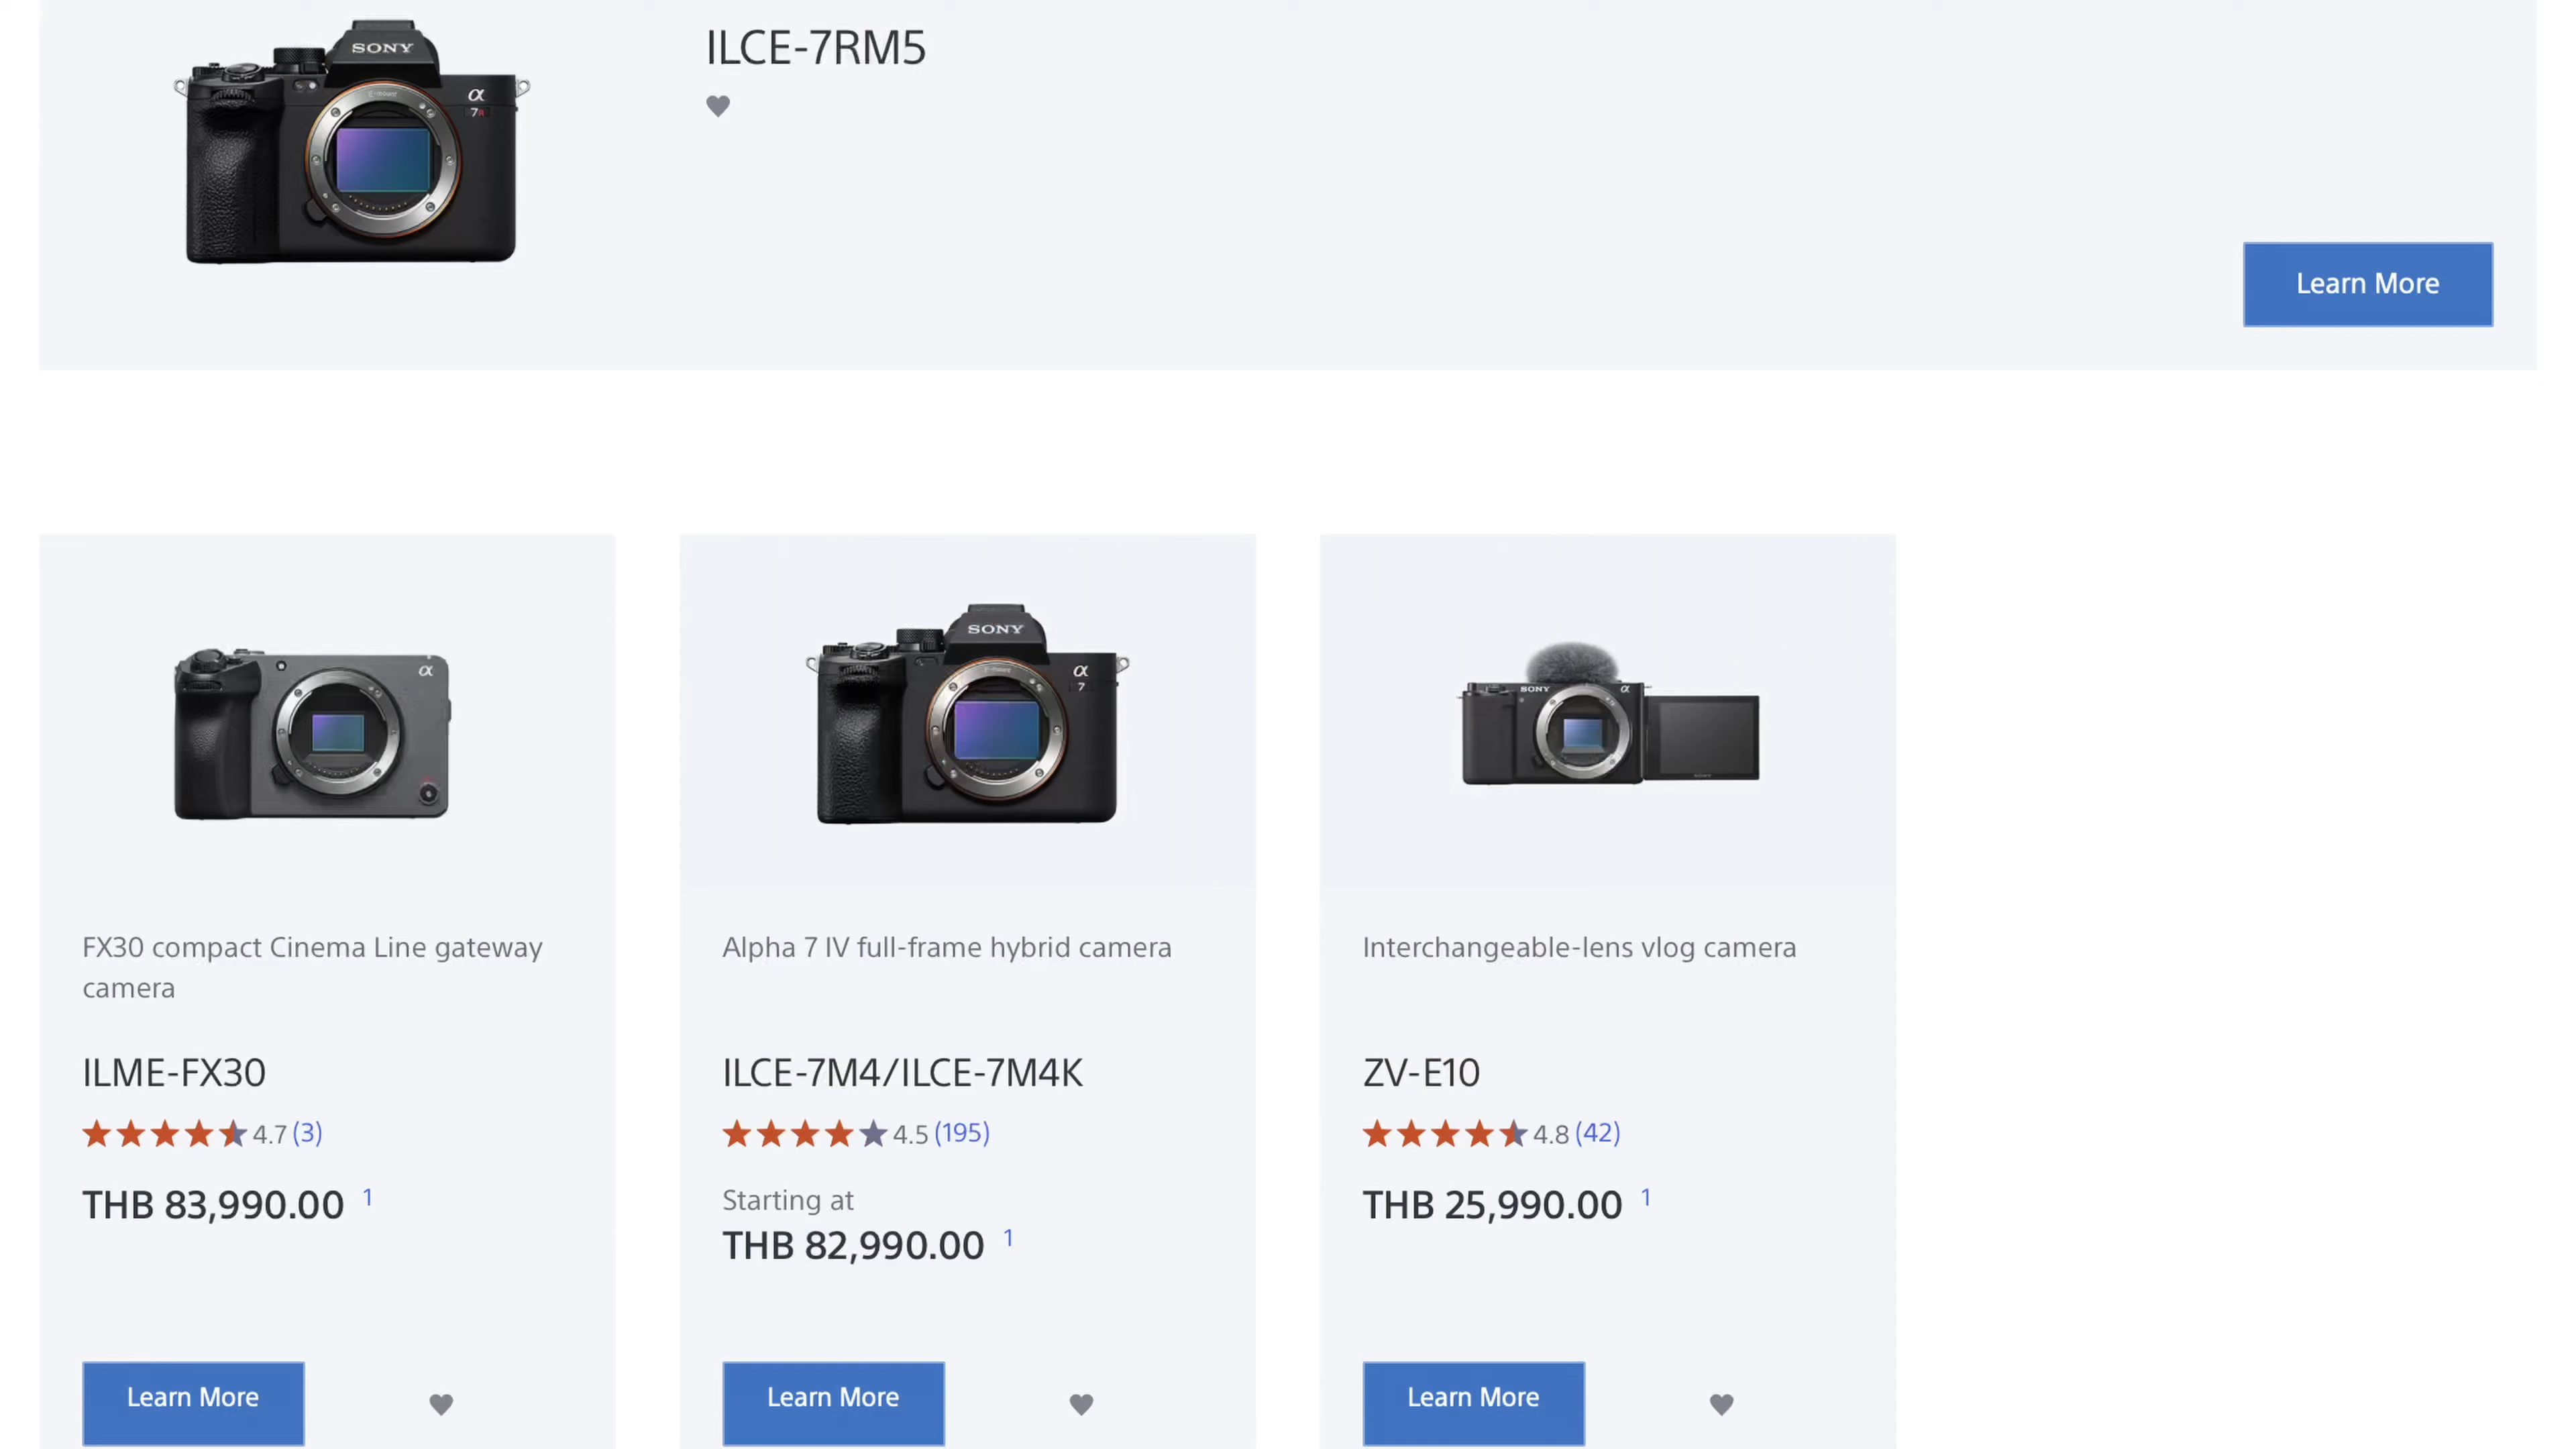 SONY
α
7R
ILCE-7RM5
Learn More
α
SONY
α
7
SONY
α
FX30 compact Cinema Line gateway
camera
ILME-FX30
4.7 (3)
THB 83,990.00 1
Learn More
Alpha 7 IV full-frame hybrid camera
ILCE-7M4/ILCE-7M4K
4.5 (195)
Starting at
THB 82,990.00 1
Learn More
Interchangeable-lens vlog camera
ZV-E10
4.8 (42)
THB 25,990.00 1
Learn More